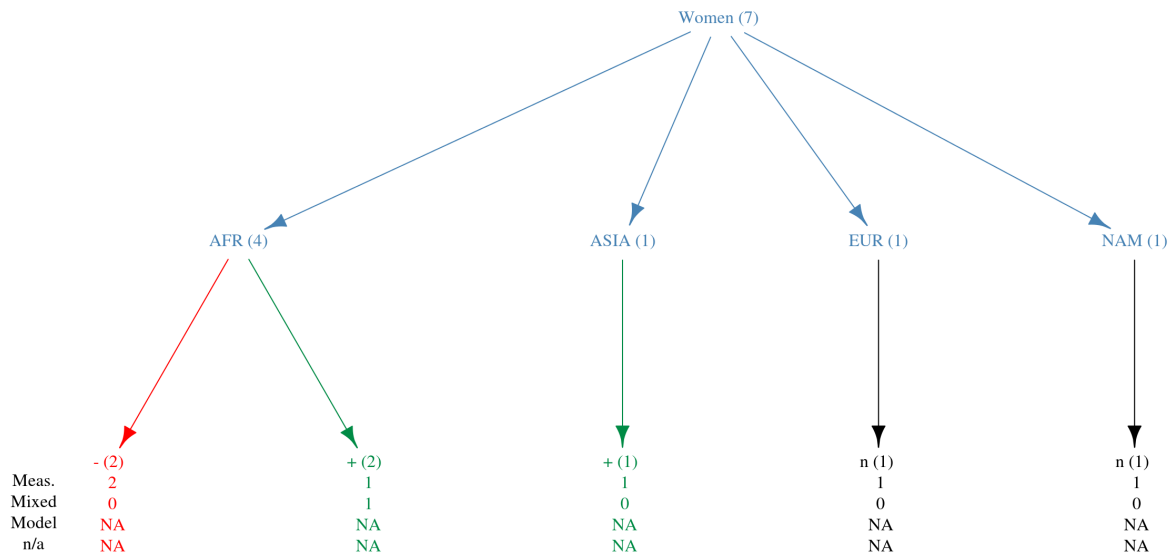 Women (7)
AFR (4) ASIA (1) EUR (1) NAM (1)
- (2) + (2) + (1) n (1) n (1)
Meas. 2 1 1 1 1
Mixed 0 1 0 0 0
Model NA NA NA NA NA
n/a NA NA NA NA NA